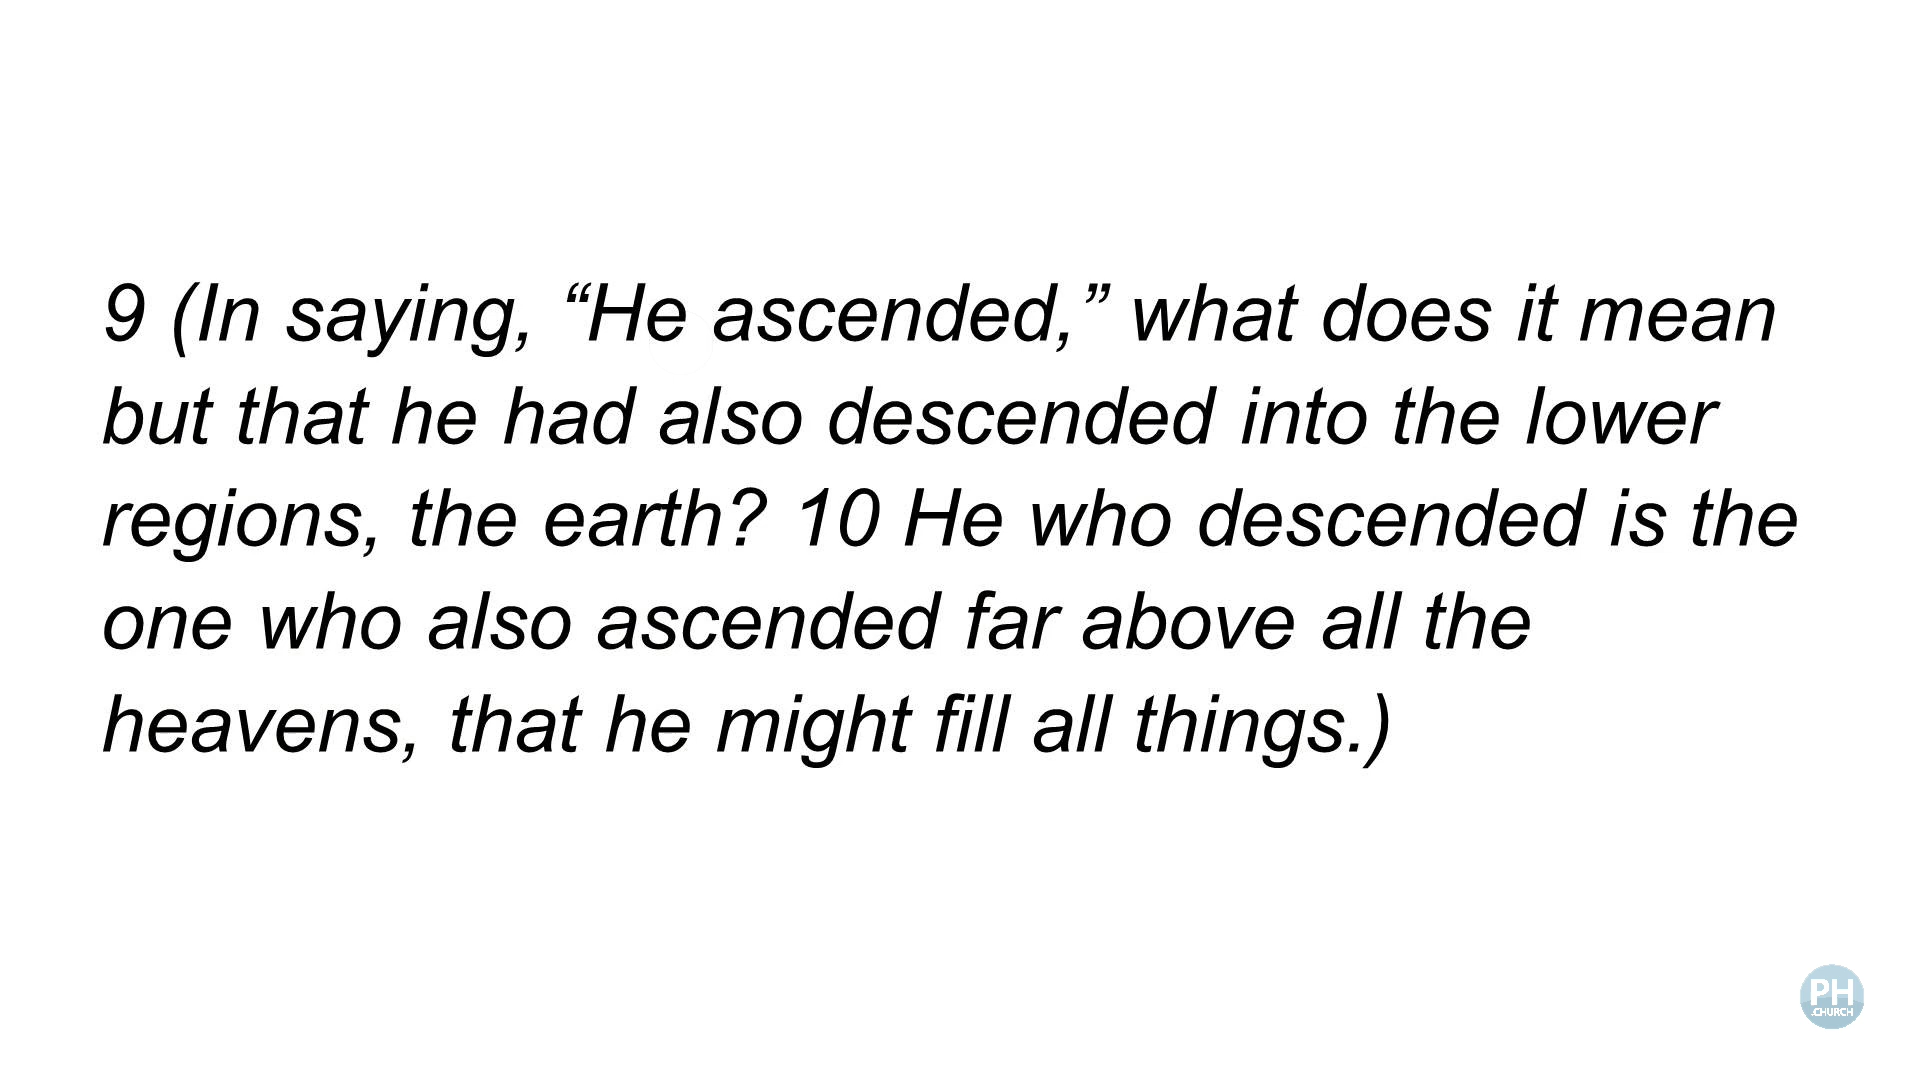 9 (In saying, “He ascended,” what does it mean
but that he had also descended into the lower
regions, the earth? 10 He who descended is the
one who also ascended far above all the
heavens, that he might fill all things.)
PH
.CHURCH